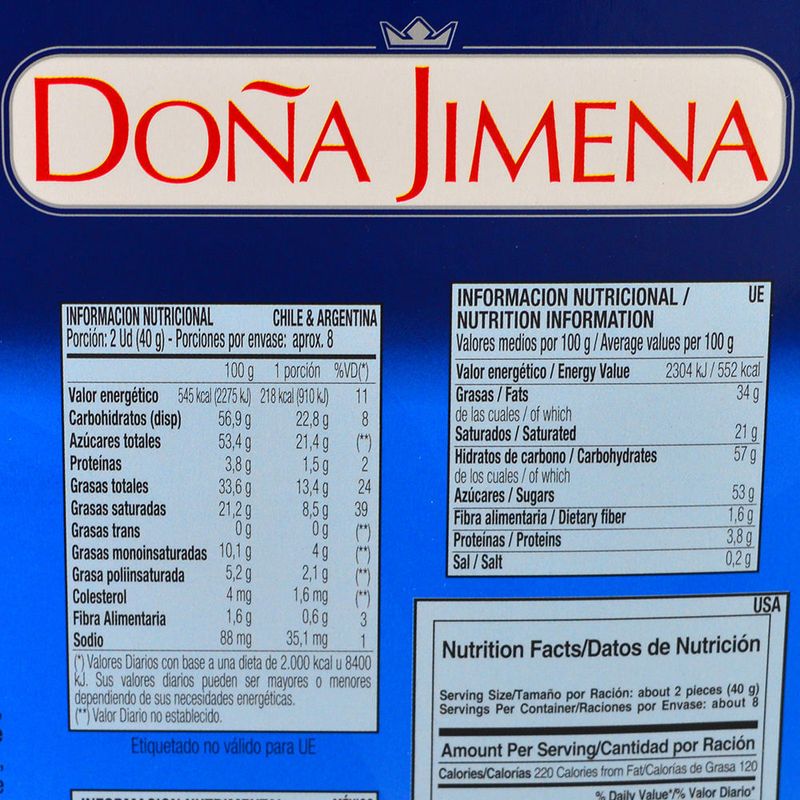 DOÑA JIMENA
INFORMACION NUTRICIONAL CHILE & ARGENTINA
Porción: 2 Ud (40 g) - Porciones por envase: aprox. 8
100 g 1 porción %VD(*)
Valor energético 545 kcal (2275 kJ) 218 kcal (910 kJ) 11
Carbohidratos (disp) 56,9 g 22,8 g 8
Azúcares totales 53,4 g 21,4 g (**)
Proteínas 3,8 g 1,5 g 2
Grasas totales 33,6 g 13,4 g 24
Grasas saturadas 21,2 g 8,5 g 39
Grasas trans 0 g 0 g (**)
Grasas monoinsaturadas 10,1 g 4 g (**)
Grasa poliinsaturada 5,2 g 2,1 g (**)
Colesterol 4 mg 1,6 mg (**)
Fibra Alimentaria 1,6 g 0,6 g 3
Sodio 88 mg 35,1 mg 1
(*) Valores Diarios con base a una dieta de 2.000 kcal u 8400
kJ. Sus valores diarios pueden ser mayores o menores
dependiendo de sus necesidades energéticas.
(**) Valor Diario no establecido.
Etiquetado no válido para UE
INFORMACION NUTRICIONAL / UE
NUTRITION INFORMATION
Valores medios por 100 g / Average values per 100 g
Valor energético / Energy Value 2304 kJ / 552 kcal
Grasas / Fats 34 g
de las cuales / of which
Saturados / Saturated 21 g
Hidratos de carbono / Carbohydrates 57 g
de los cuales / of which
Azúcares / Sugars 53 g
Fibra alimentaria / Dietary fiber 1,6 g
Proteínas / Proteins 3,8 g
Sal / Salt 0,2 g
USA
Nutrition Facts/Datos de Nutrición
Serving Size/Tamaño por Ración: about 2 pieces (40 g)
Servings Per Container/Raciones por Envase: about 8
Amount Per Serving/Cantidad por Ración
Calories/Calorías 220 Calories from Fat/Calorías de Grasa 120
% Daily Value*/% Valor Diario*